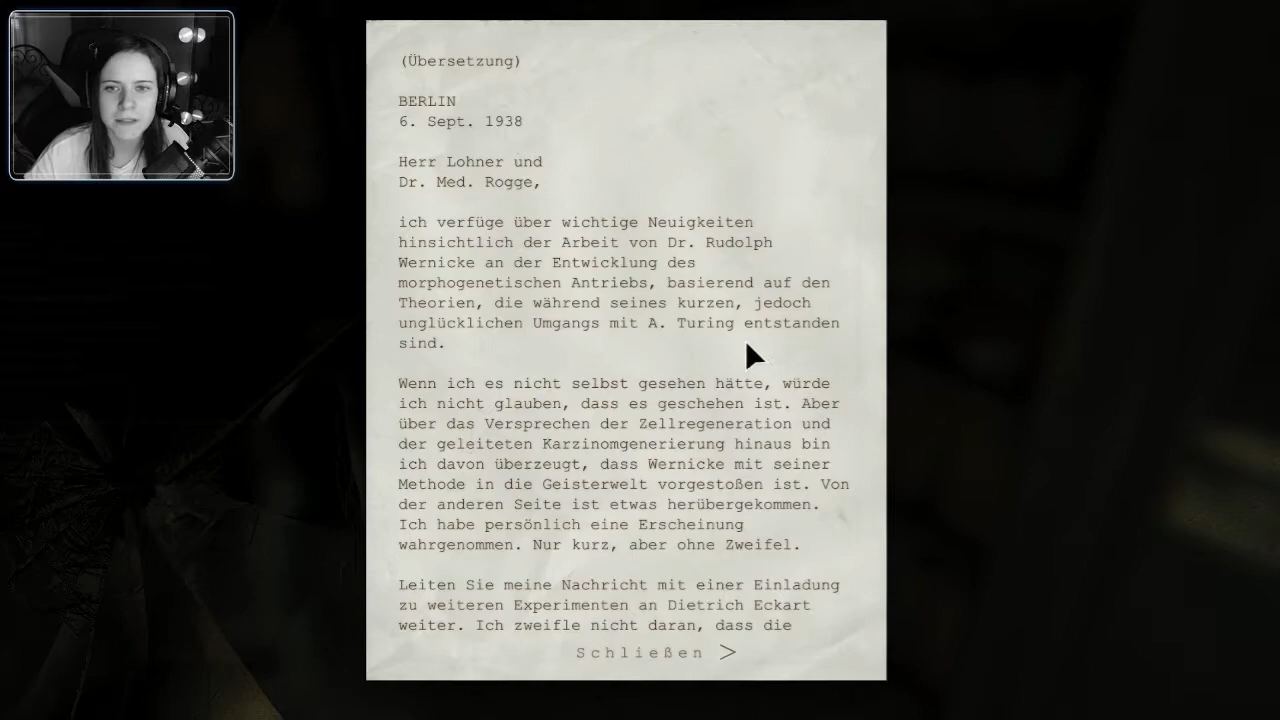 (Übersetzung)
BERLIN
6. Sept. 1938
Herr Lohner und
Dr. Med. Rogge,
ich verfüge über wichtige Neuigkeiten
hinsichtlich der Arbeit von Dr. Rudolph
Wernicke an der Entwicklung des
morphogenetischen Antriebs, basierend auf den
Theorien, die während seines kurzen, jedoch
unglücklichen Umgangs mit A. Turing entstanden
sind.
Wenn ich es nicht selbst gesehen hätte, würde
ich nicht glauben, dass es geschehen ist. Aber
über das Versprechen der Zellregeneration und
der geleiteten Karzinomgenerierung hinaus bin
ich davon überzeugt, dass Wernicke mit seiner
Methode in die Geisterwelt vorgestoßen ist. Von
der anderen Seite ist etwas herübergekommen.
Ich habe persönlich eine Erscheinung
wahrgenommen. Nur kurz, aber ohne Zweifel.
Leiten Sie meine Nachricht mit einer Einladung
zu weiteren Experimenten an Dietrich Eckart
weiter. Ich zweifle nicht daran, dass die
Schließen >